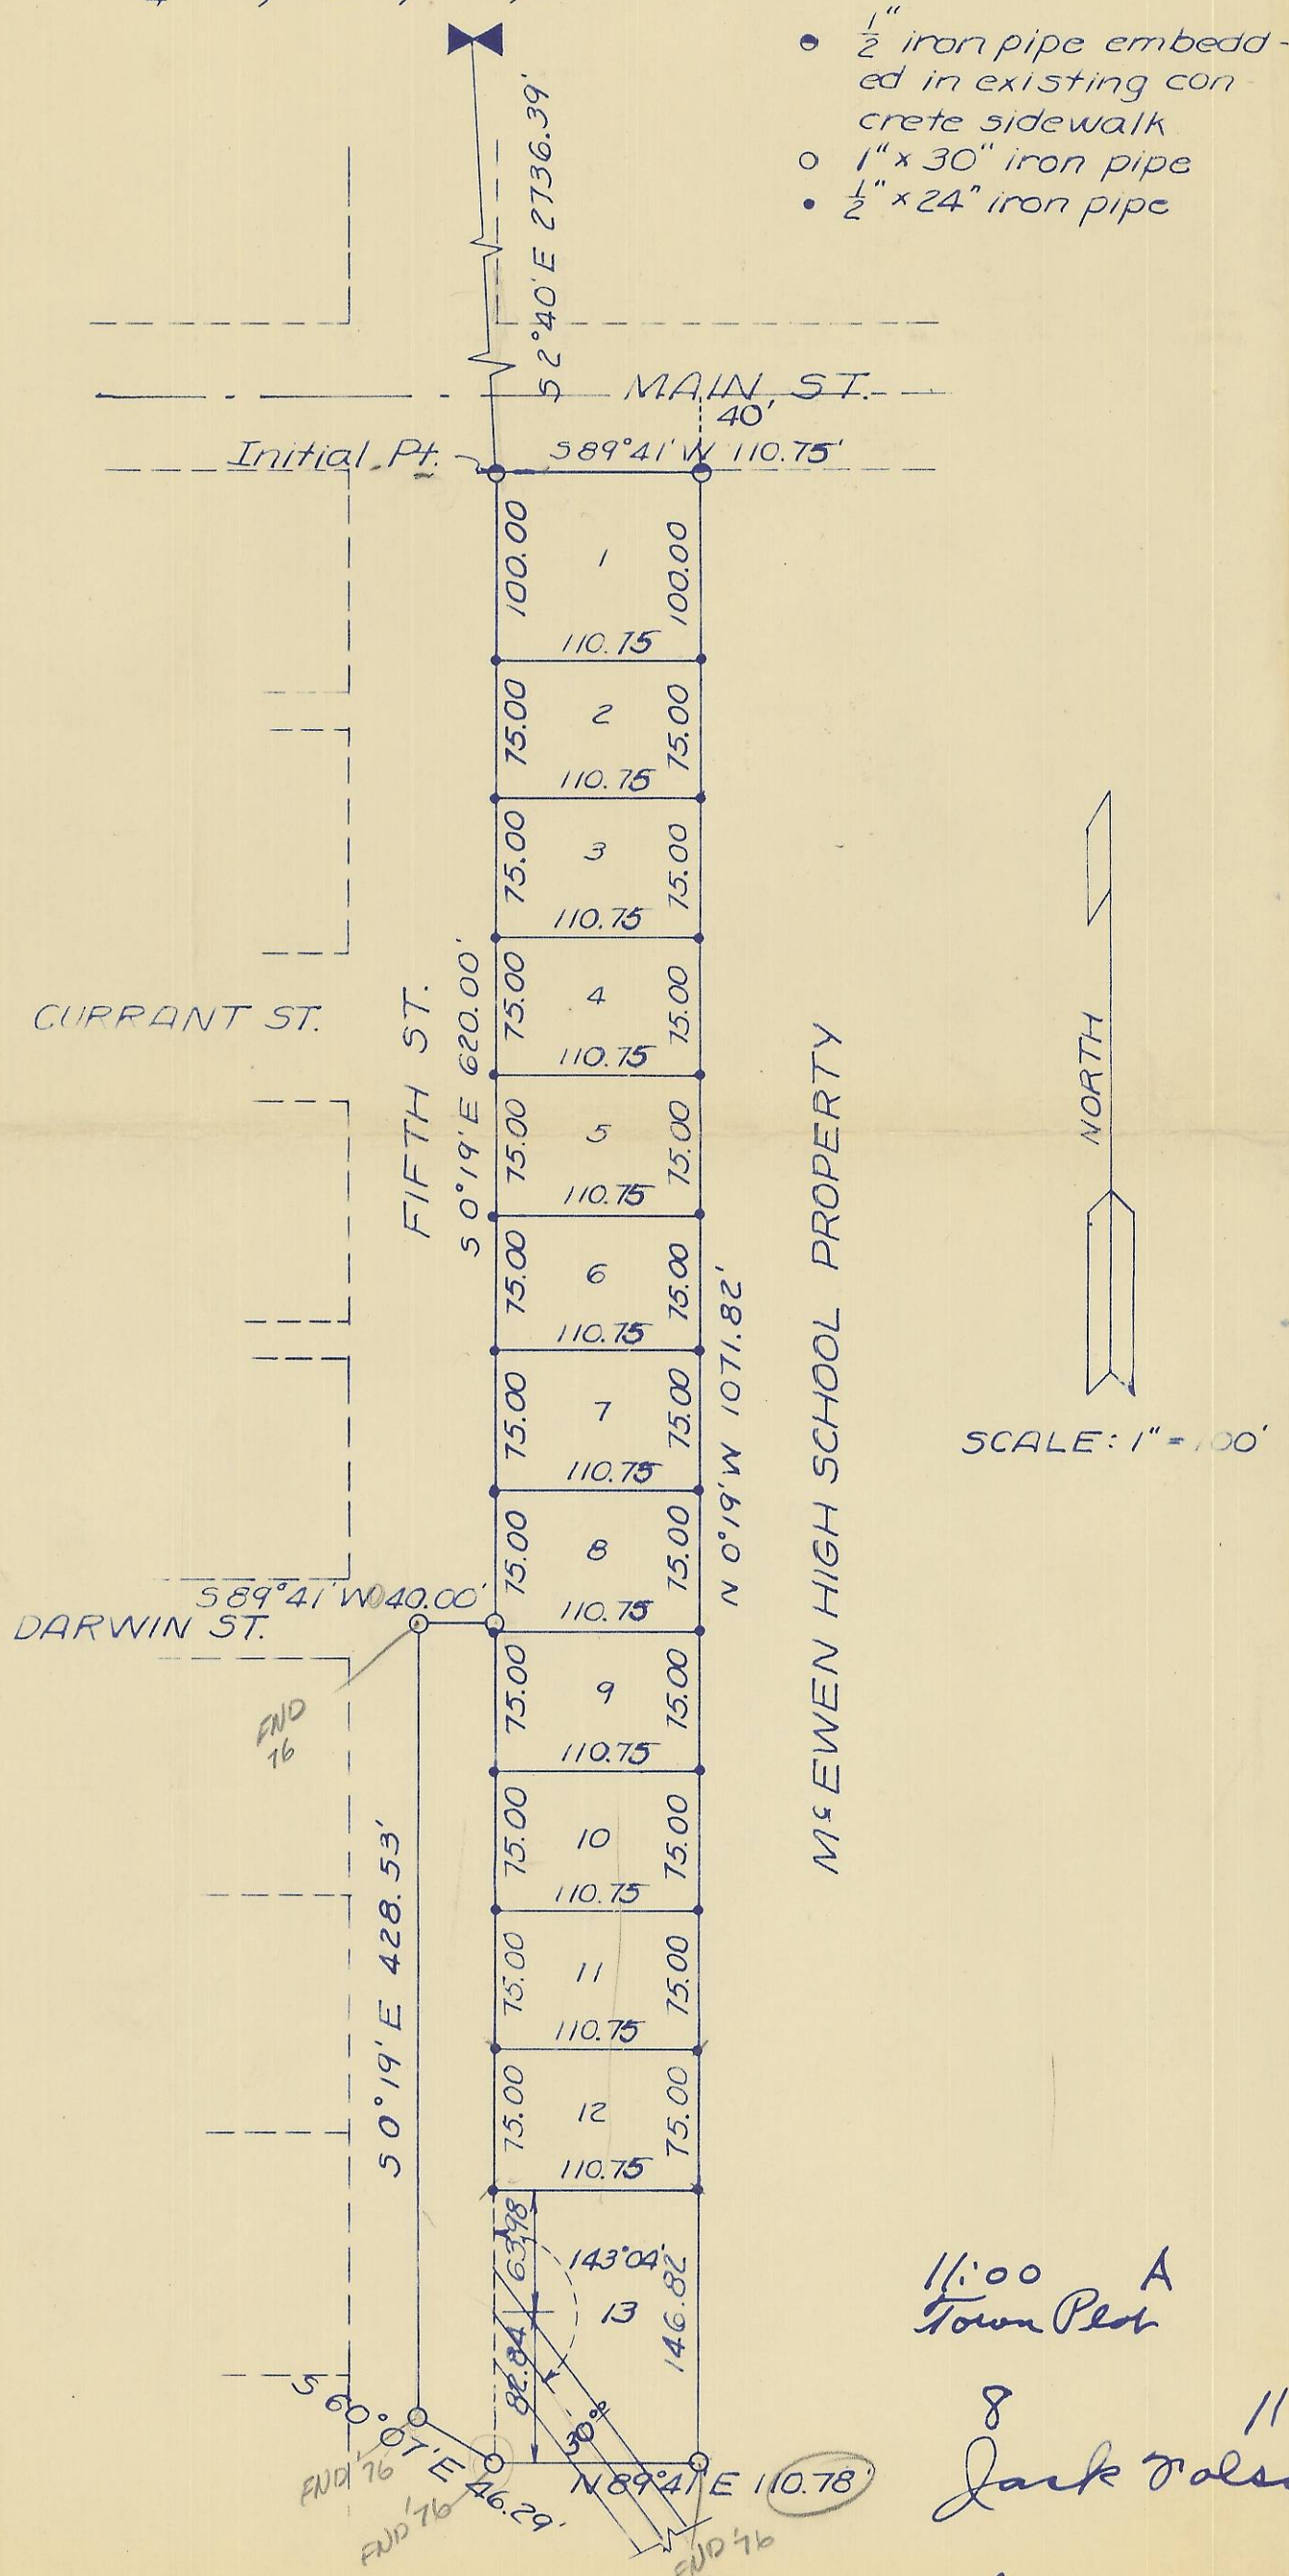 1/2" iron pipe embedd-
ed in existing con
crete sidewalk
1" x 30" iron pipe
1/2" x 24" iron pipe
S 2°40' E 2736.39'
MAIN ST.
40'
Initial Pt.
S89°41' W 110.75'
100.00
1
100.00
110.75
75.00
2
75.00
110.75
75.00
3
75.00
110.75
75.00
4
75.00
110.75
CURRANT ST.
FIFTH ST.
S 0°19' E 620.00'
75.00
5
75.00
110.75
75.00
6
75.00
110.75
75.00
7
75.00
110.75
75.00
8
75.00
110.75
N 0°19' W 1071.82'
McEWEN HIGH SCHOOL PROPERTY
NORTH
SCALE: 1" = 100'
S89°41' W 40.00'
DARWIN ST.
FND
76
75.00
9
75.00
110.75
75.00
10
75.00
110.75
75.00
11
75.00
110.75
75.00
12
75.00
110.75
S 0°19' E 428.53'
63.98
143°04'
13
146.82
82.84
30°
S 60°07' E 46.29'
N 89°41' E 110.78'
FND '76
FND '76
FND '76
11:00 A
Town Plat
8 11
Jack